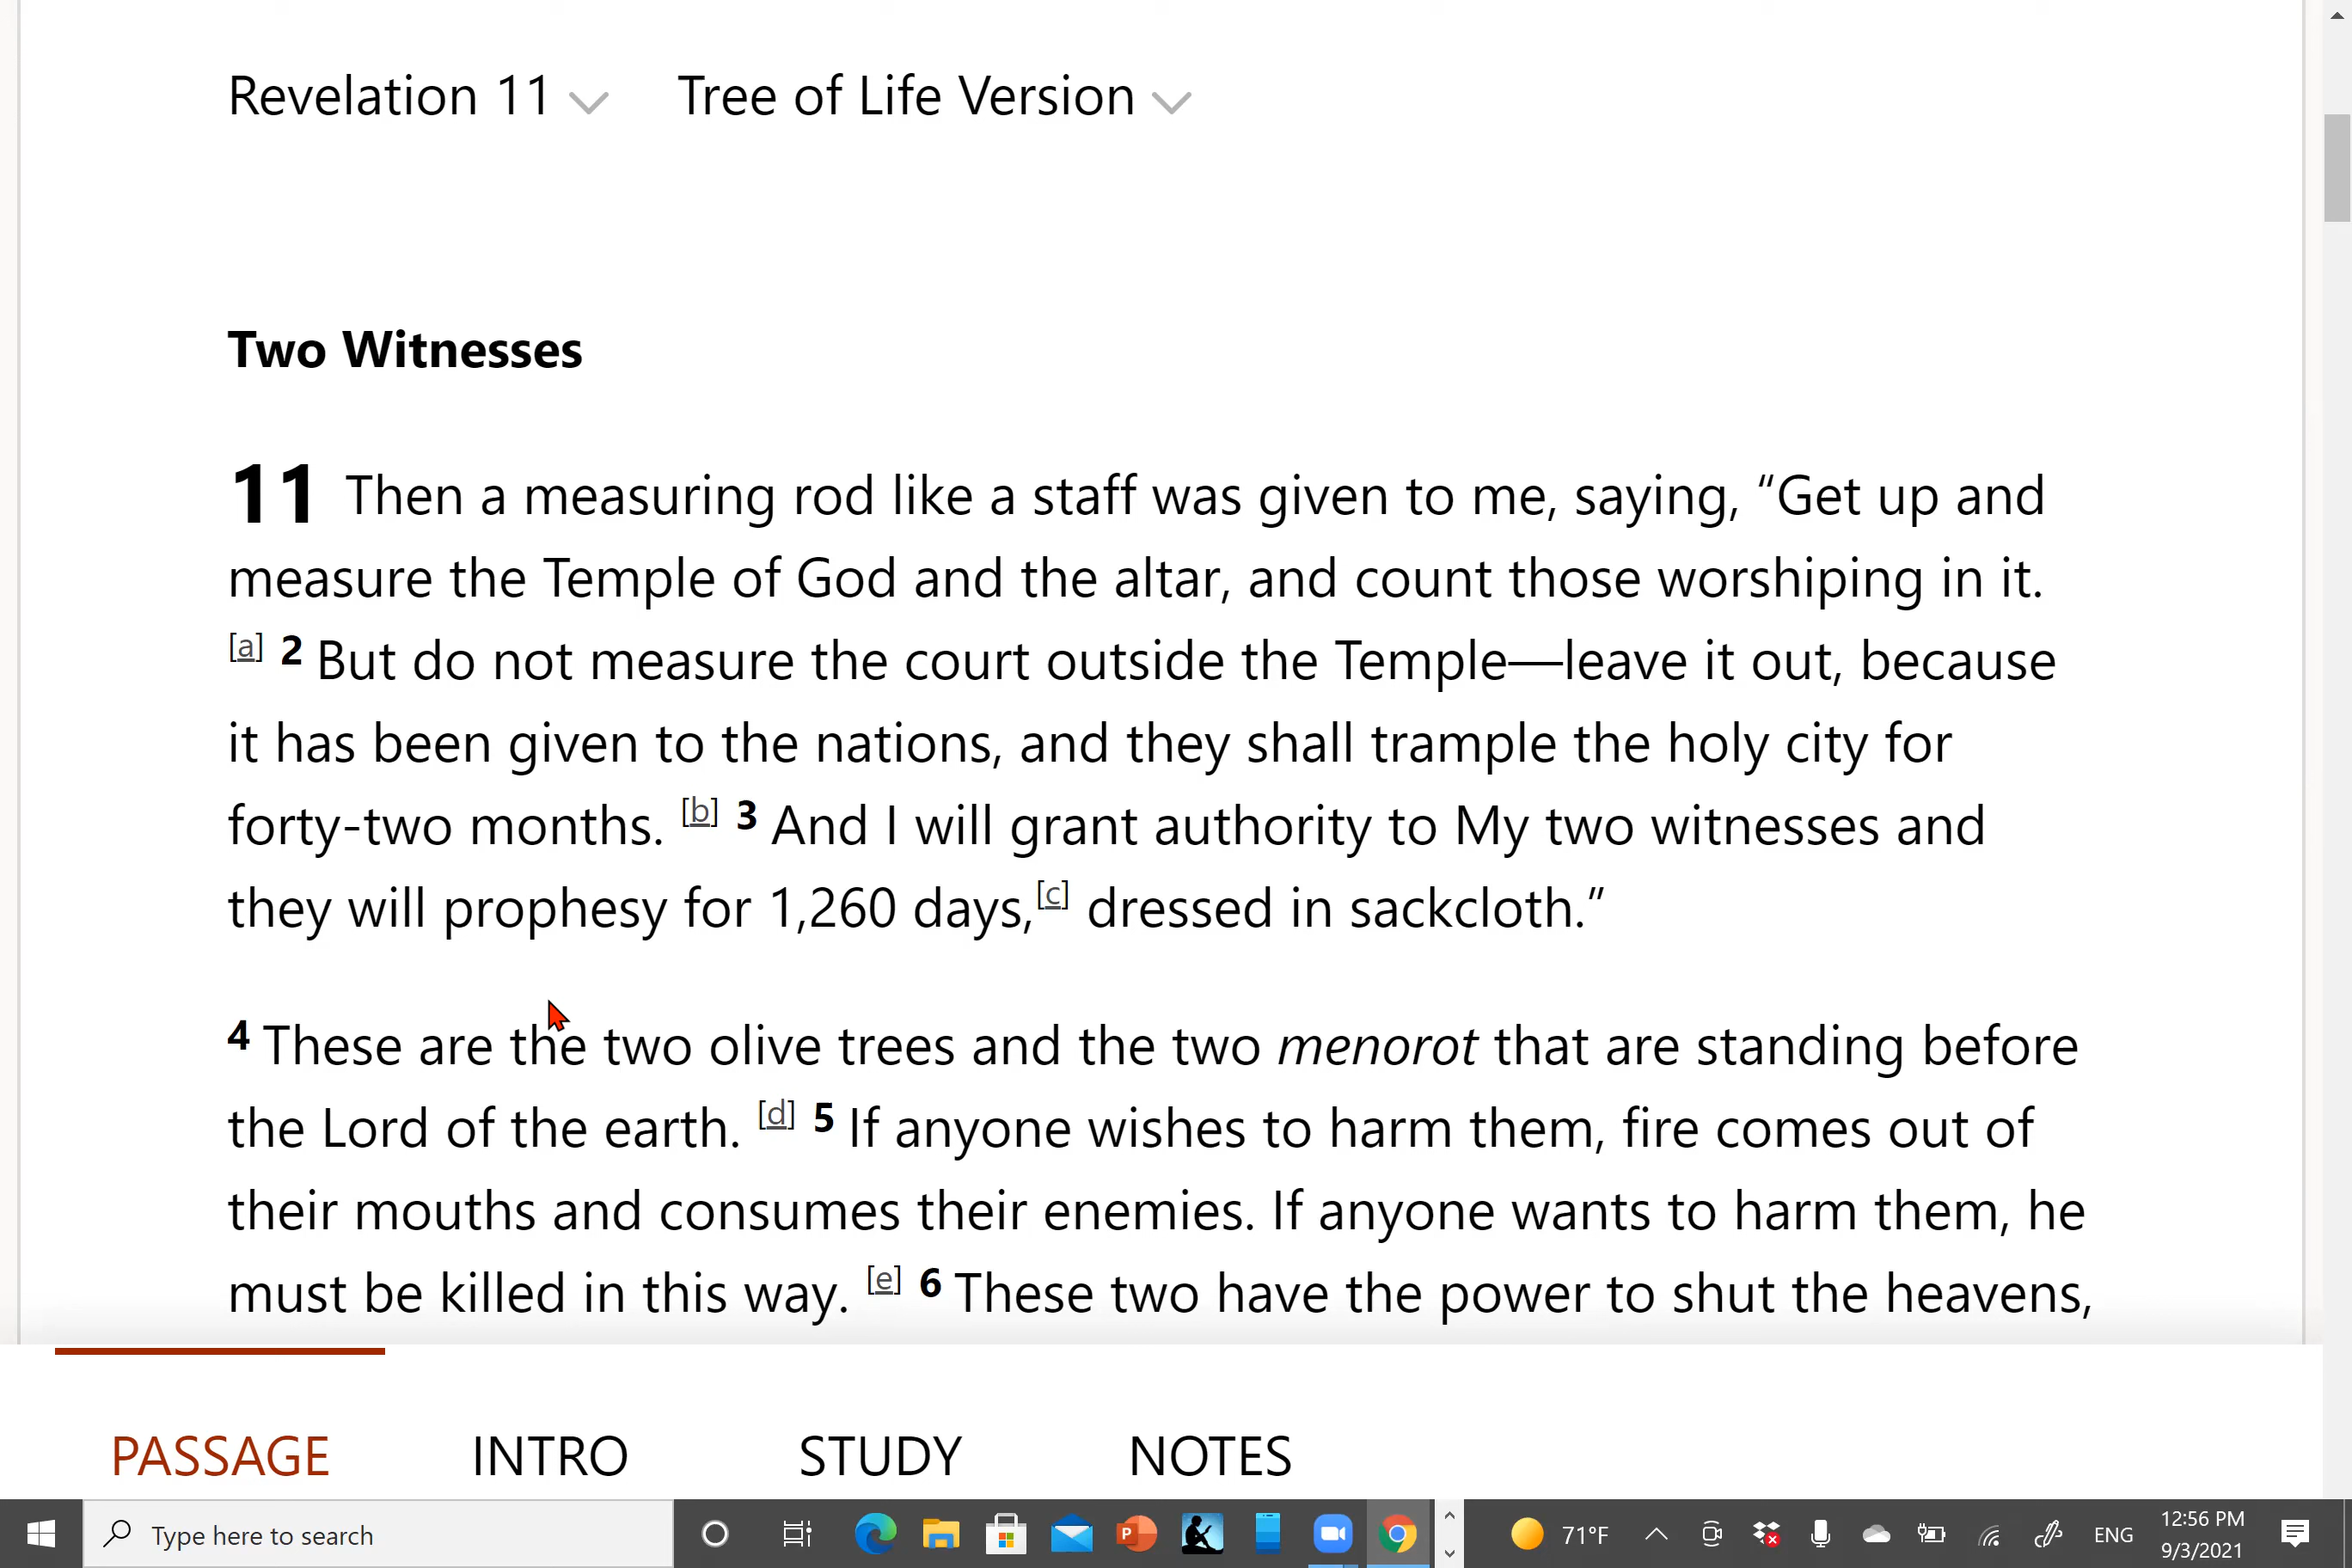 Revelation 11 Tree of Life Version
Two Witnesses
11 Then a measuring rod like a staff was given to me, saying, “Get up and
measure the Temple of God and the altar, and count those worshiping in it.
[a] 2 But do not measure the court outside the Temple—leave it out, because
it has been given to the nations, and they shall trample the holy city for
forty-two months. [b] 3 And I will grant authority to My two witnesses and
they will prophesy for 1,260 days,[c] dressed in sackcloth.”
4 These are the two olive trees and the two menorot that are standing before
the Lord of the earth. [d] 5 If anyone wishes to harm them, fire comes out of
their mouths and consumes their enemies. If anyone wants to harm them, he
must be killed in this way. [e] 6 These two have the power to shut the heavens,
PASSAGE INTRO STUDY NOTES
Type here to search P 71°F ENG 12:56 PM
9/3/2021